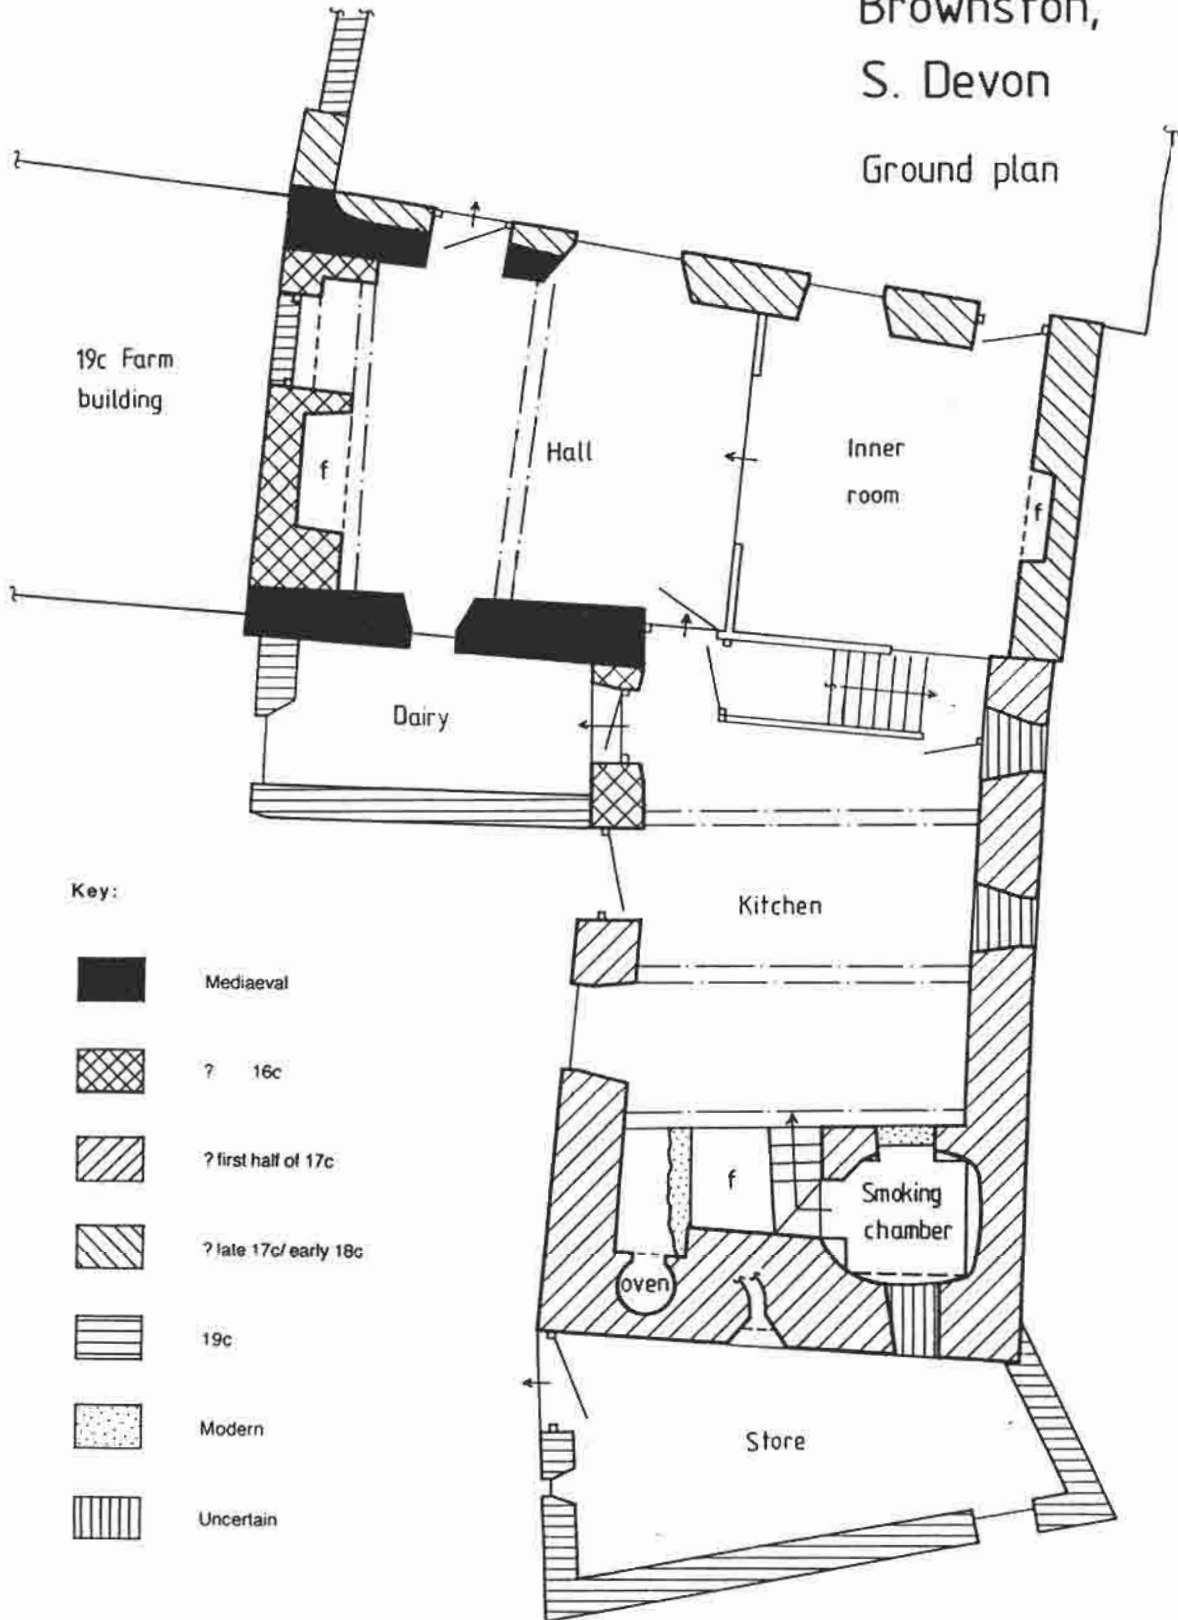 Brownston,
S. Devon
Ground plan
19c Farm
building
f
Hall
Inner
room
f
Dairy
Kitchen
f
Smoking
chamber
oven
Store
Key:
Mediaeval
? 16c
? first half of 17c
? late 17c/early 18c
19c
Modern
Uncertain